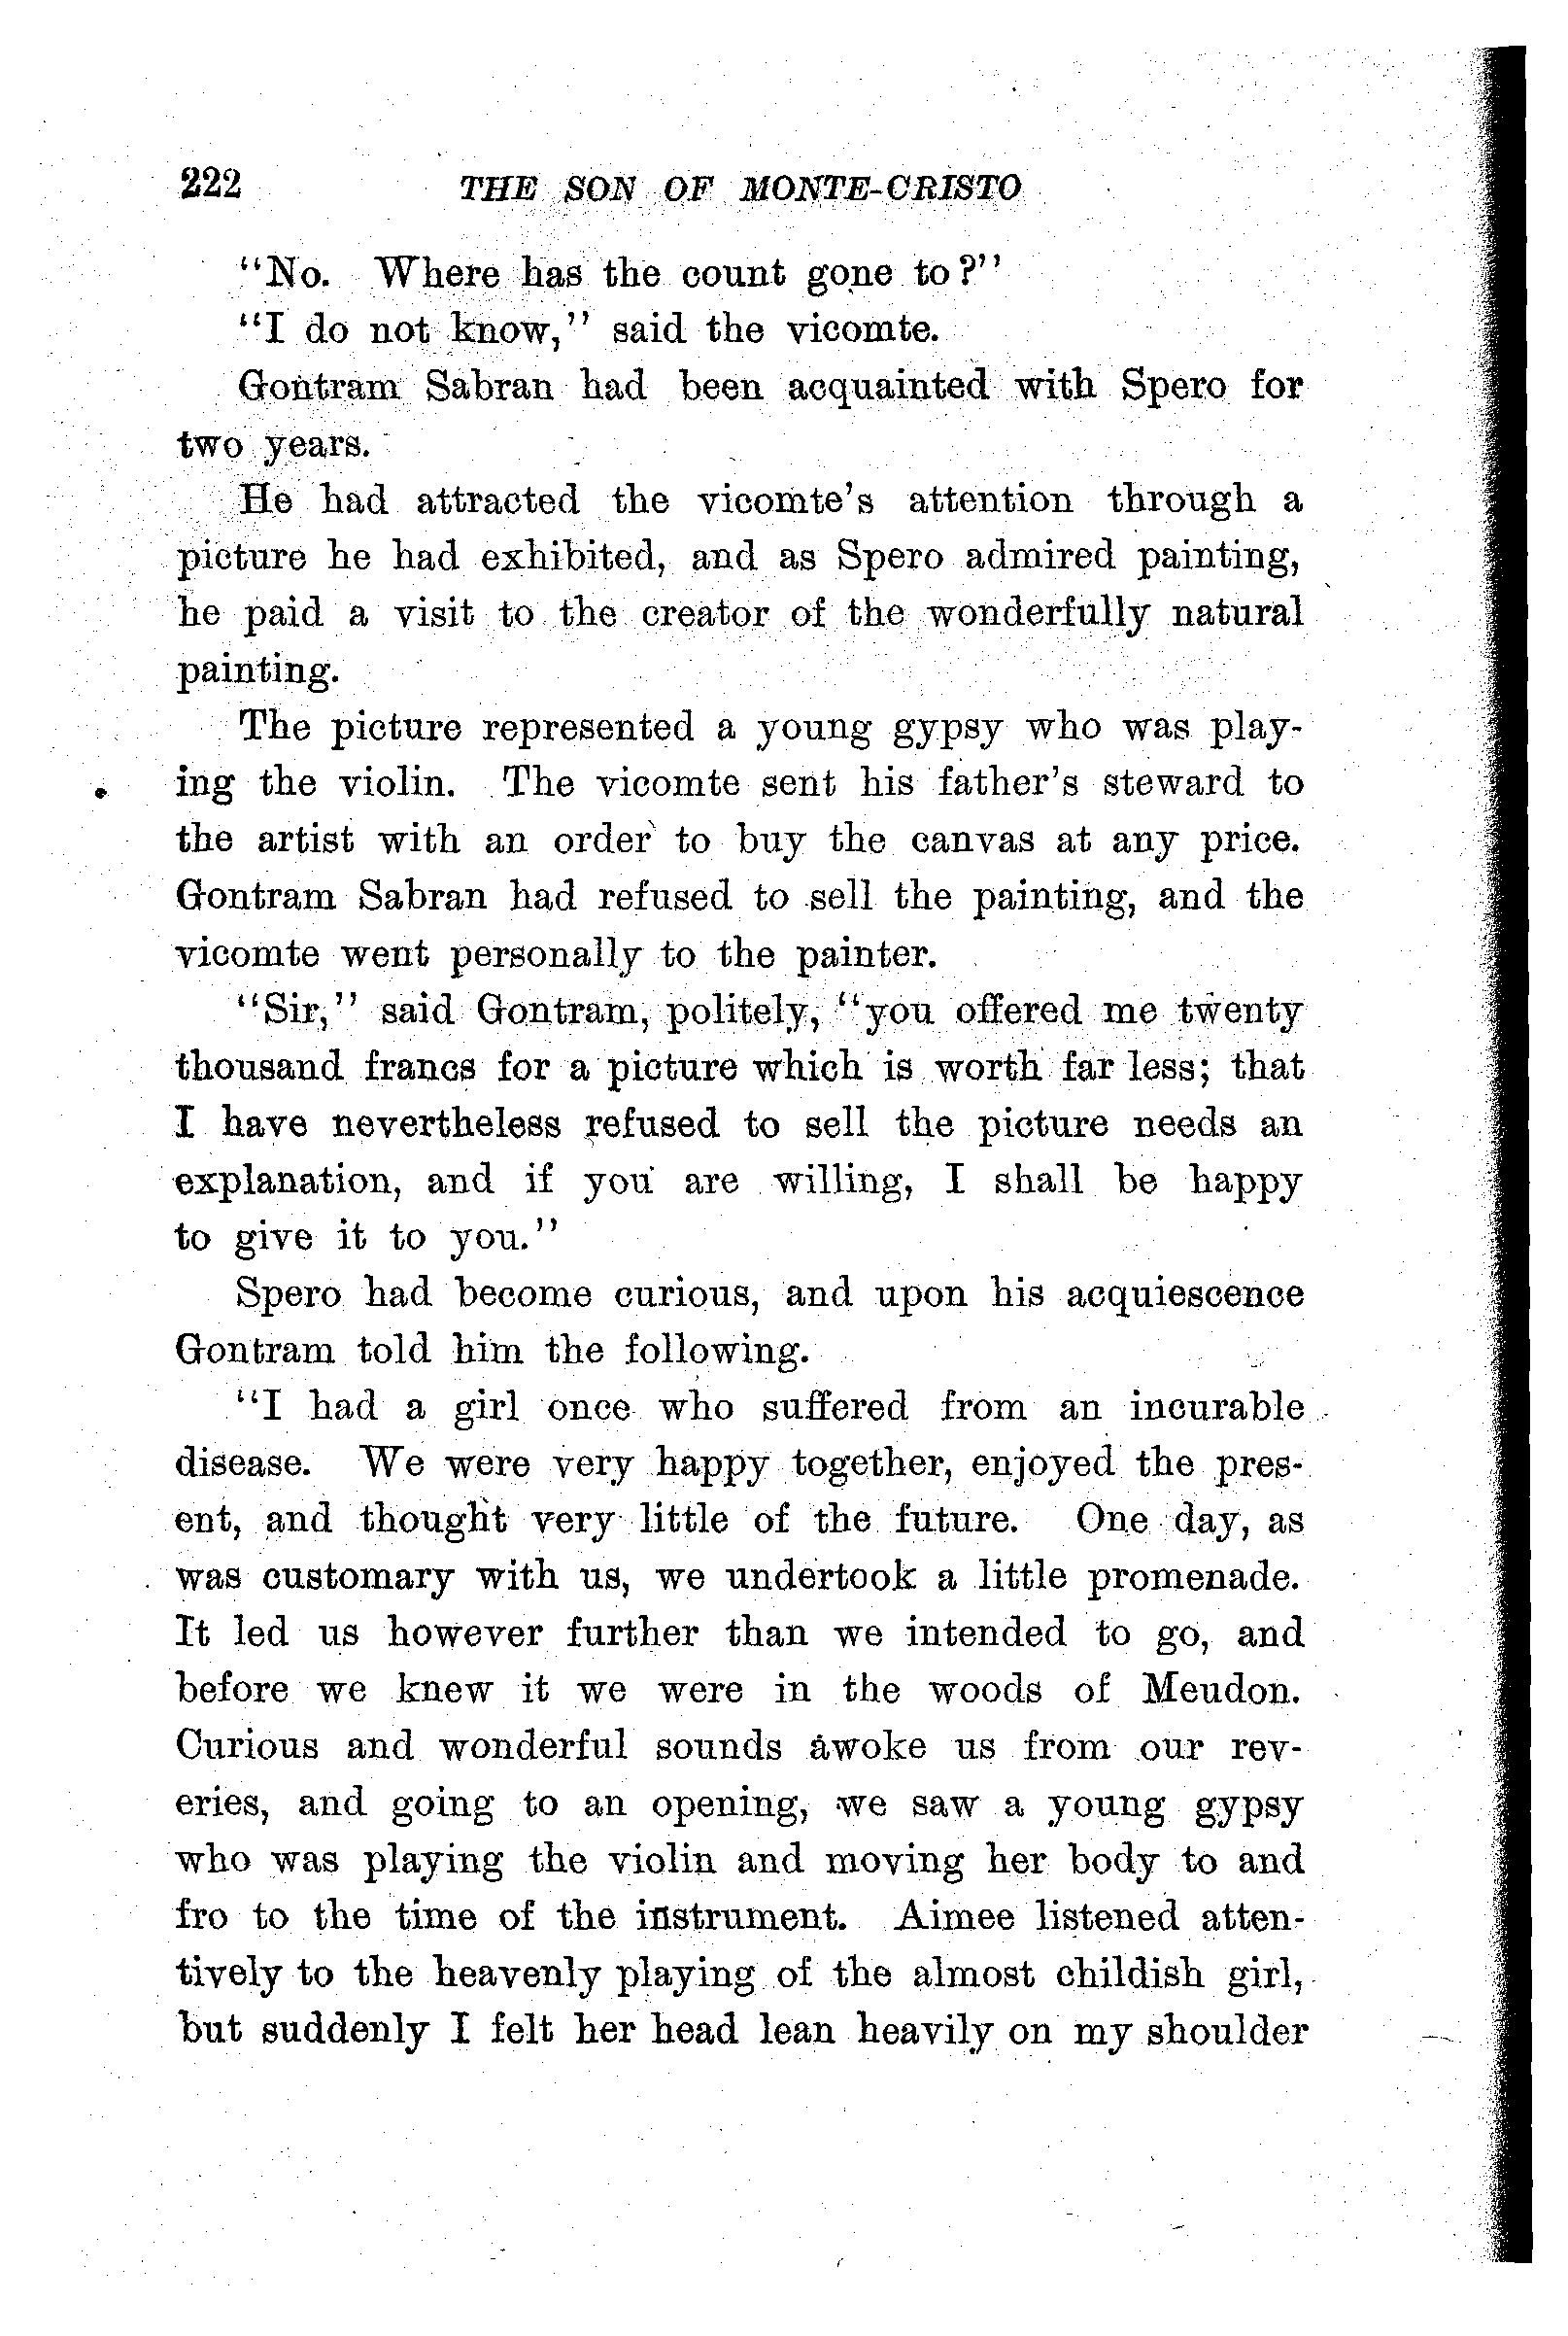 222 THE SON OF MONTE-CRISTO
"No. Where has the count gone to?"
"I do not know," said the vicomte.
Gontram Sabran had been acquainted with Spero for
two years.
He had attracted the vicomte's attention through a
picture he had exhibited, and as Spero admired painting,
he paid a visit to the creator of the wonderfully natural
painting.
The picture represented a young gypsy who was play-
ing the violin. The vicomte sent his father's steward to
the artist with an order to buy the canvas at any price.
Gontram Sabran had refused to sell the painting, and the
vicomte went personally to the painter.
"Sir," said Gontram, politely, "you offered me twenty
thousand francs for a picture which is worth far less; that
I have nevertheless refused to sell the picture needs an
explanation, and if you are willing, I shall be happy
to give it to you."
Spero had become curious, and upon his acquiescence
Gontram told him the following.
"I had a girl once who suffered from an incurable
disease. We were very happy together, enjoyed the pres-
ent, and thought very little of the future. One day, as
was customary with us, we undertook a little promenade.
It led us however further than we intended to go, and
before we knew it we were in the woods of Meudon.
Curious and wonderful sounds awoke us from our rev-
eries, and going to an opening, we saw a young gypsy
who was playing the violin and moving her body to and
fro to the time of the instrument. Aimee listened atten-
tively to the heavenly playing of the almost childish girl,
but suddenly I felt her head lean heavily on my shoulder